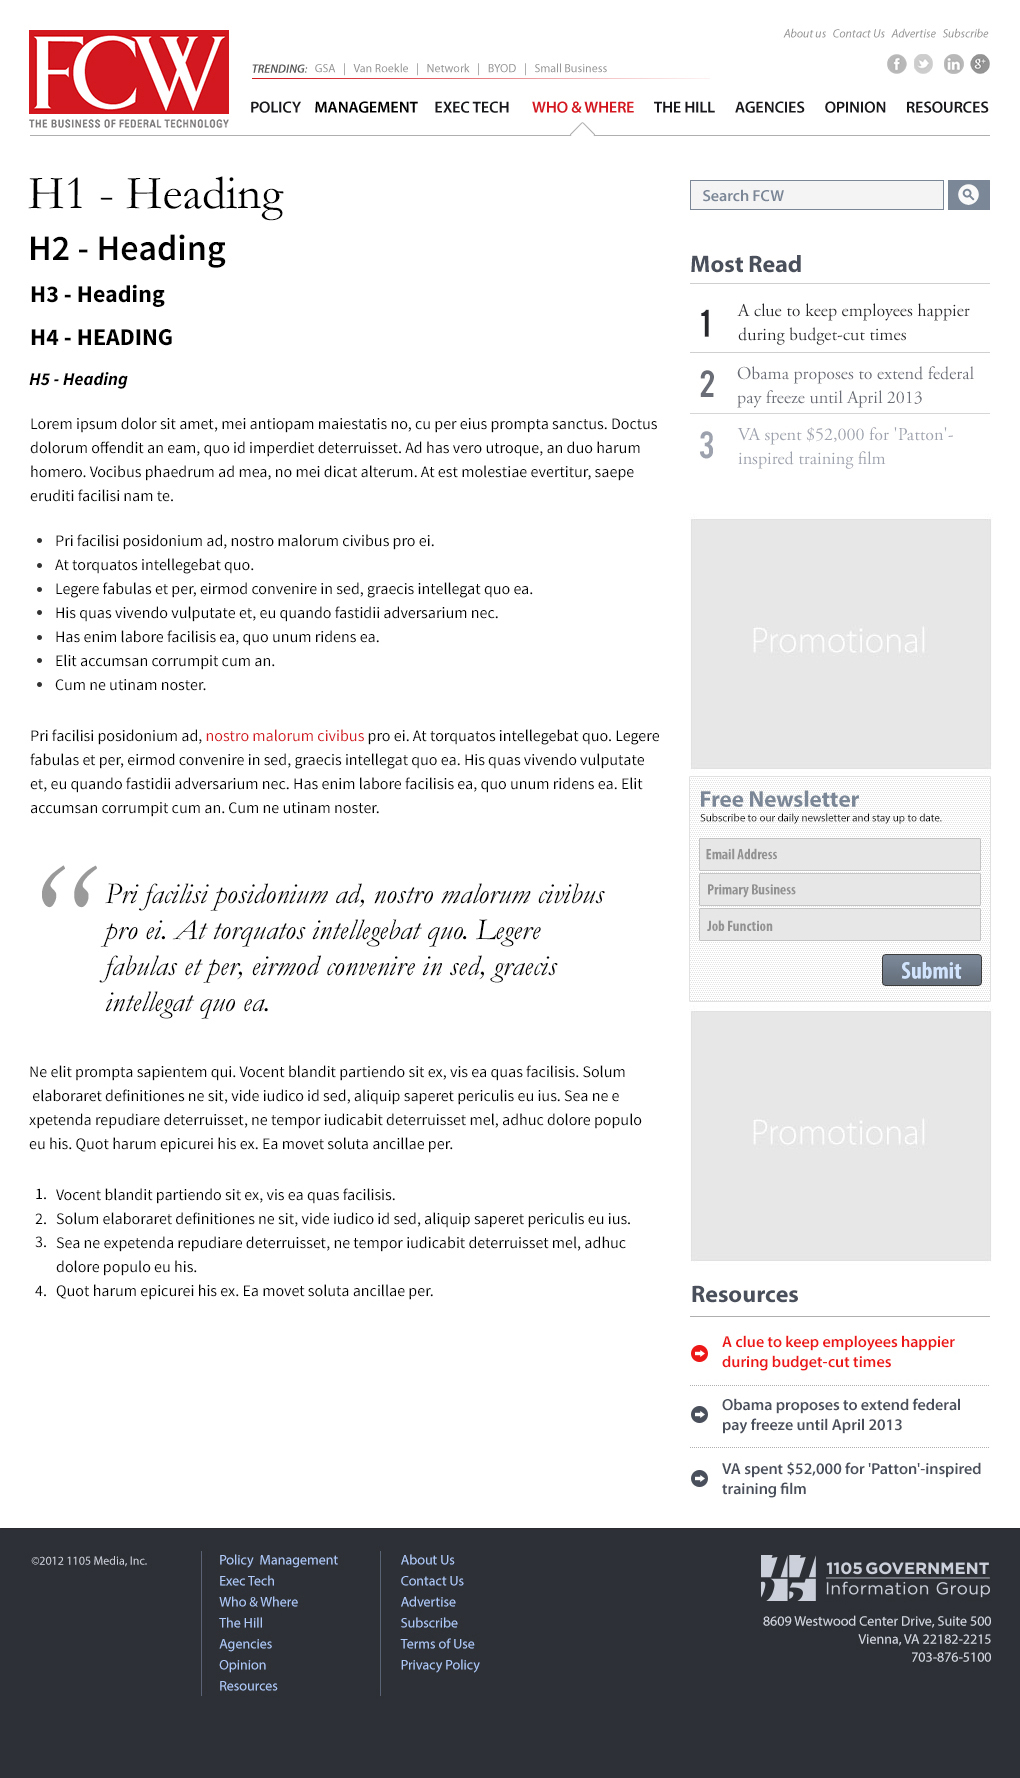 About us Contact Us Advertise Subscribe
FCW
THE BUSINESS OF FEDERAL TECHNOLOGY
TRENDING: GSA | Van Roekle | Network | BYOD | Small Business
f in g+
POLICY MANAGEMENT EXEC TECH WHO & WHERE THE HILL AGENCIES OPINION RESOURCES
H1 - Heading
H2 - Heading
H3 - Heading
H4 - HEADING
H5 - Heading
Lorem ipsum dolor sit amet, mei antiopam maiestatis no, cu per eius prompta sanctus. Doctus
dolorum offendit an eam, quo id imperdiet deterruisset. Ad has vero utroque, an duo harum
homero. Vocibus phaedrum ad mea, no mei dicat alterum. At est molestiae evertitur, saepe
eruditi facilisi nam te.
• Pri facilisi posidonium ad, nostro malorum civibus pro ei.
• At torquatos intellegebat quo.
• Legere fabulas et per, eirmod convenire in sed, graecis intellegat quo ea.
• His quas vivendo vulputate et, eu quando fastidii adversarium nec.
• Has enim labore facilisis ea, quo unum ridens ea.
• Elit accumsan corrumpit cum an.
• Cum ne utinam noster.
Pri facilisi posidonium ad, nostro malorum civibus pro ei. At torquatos intellegebat quo. Legere
fabulas et per, eirmod convenire in sed, graecis intellegat quo ea. His quas vivendo vulputate
et, eu quando fastidii adversarium nec. Has enim labore facilisis ea, quo unum ridens ea. Elit
accumsan corrumpit cum an. Cum ne utinam noster.
“ Pri facilisi posidonium ad, nostro malorum civibus
pro ei. At torquatos intellegebat quo. Legere
fabulas et per, eirmod convenire in sed, graecis
intellegat quo ea.
Ne elit prompta sapientem qui. Vocent blandit partiendo sit ex, vis ea quas facilisis. Solum
elaboraret definitiones ne sit, vide iudico id sed, aliquip saperet periculis eu ius. Sea ne e
xpetenda repudiare deterruisset, ne tempor iudicabit deterruisset mel, adhuc dolore populo
eu his. Quot harum epicurei his ex. Ea movet soluta ancillae per.
1. Vocent blandit partiendo sit ex, vis ea quas facilisis.
2. Solum elaboraret definitiones ne sit, vide iudico id sed, aliquip saperet periculis eu ius.
3. Sea ne expetenda repudiare deterruisset, ne tempor iudicabit deterruisset mel, adhuc
dolore populo eu his.
4. Quot harum epicurei his ex. Ea movet soluta ancillae per.
Search FCW
Most Read
1 A clue to keep employees happier
during budget-cut times
2 Obama proposes to extend federal
pay freeze until April 2013
3 VA spent $52,000 for 'Patton'-
inspired training film
Promotional
Free Newsletter
Subscribe to our daily newsletter and stay up to date.
Email Address
Primary Business
Job Function
Submit
Promotional
Resources
A clue to keep employees happier
during budget-cut times
Obama proposes to extend federal
pay freeze until April 2013
VA spent $52,000 for 'Patton'-inspired
training film
©2012 1105 Media, Inc.
Policy Management
Exec Tech
Who & Where
The Hill
Agencies
Opinion
Resources
About Us
Contact Us
Advertise
Subscribe
Terms of Use
Privacy Policy
1105 GOVERNMENT
Information Group
8609 Westwood Center Drive, Suite 500
Vienna, VA 22182-2215
703-876-5100